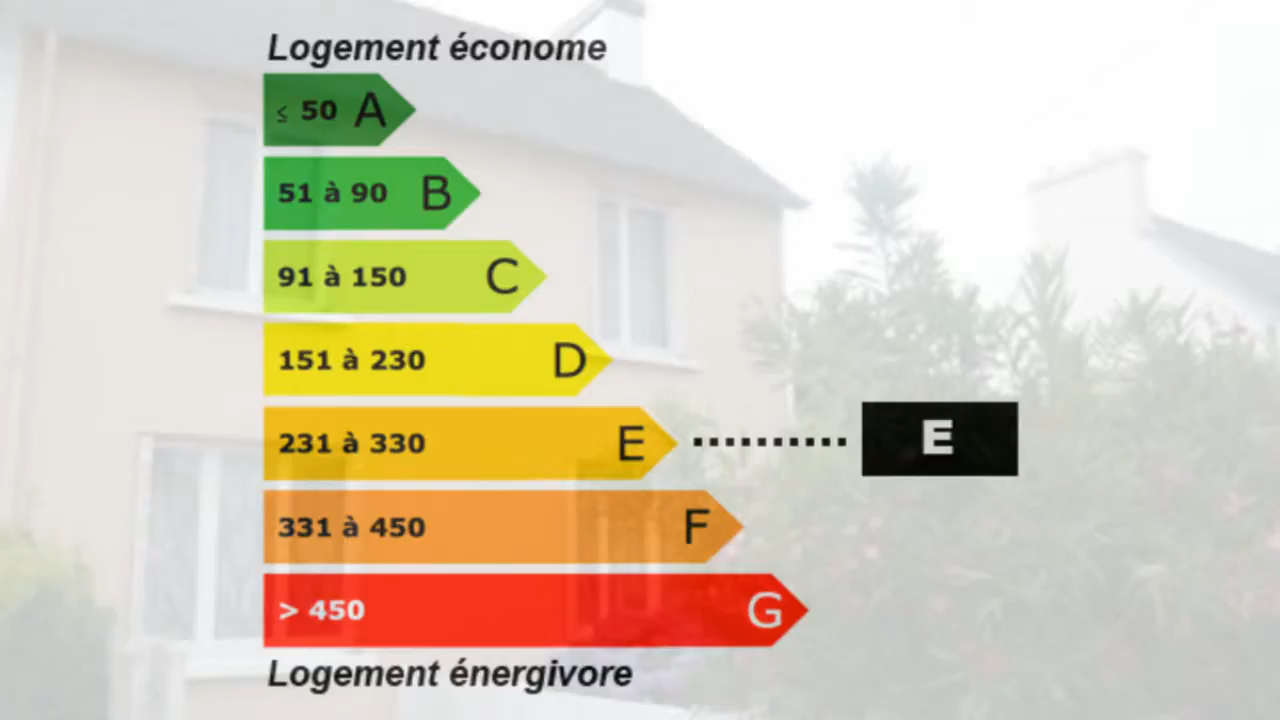 Logement économe
≤ 50 A
51 à 90 B
91 à 150 C
151 à 230 D
231 à 330 E
E
331 à 450 F
> 450 G
Logement énergivore